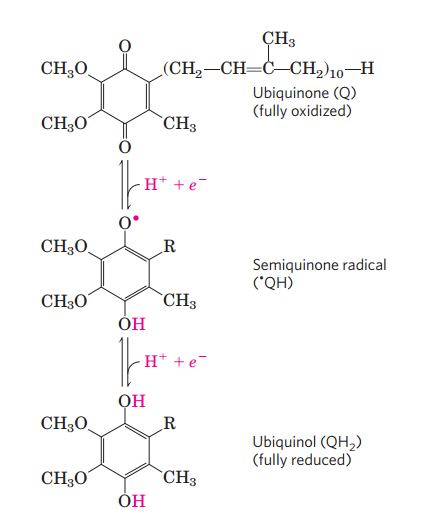 CH₃
O
CH₃O (CH₂—CH=C—CH₂)₁₀—H
Ubiquinone (Q)
(fully oxidized)
CH₃O CH₃
O
H⁺ + e⁻
O•
CH₃O R
Semiquinone radical
(•QH)
CH₃O CH₃
OH
H⁺ + e⁻
OH
CH₃O R
Ubiquinol (QH₂)
(fully reduced)
CH₃O CH₃
OH